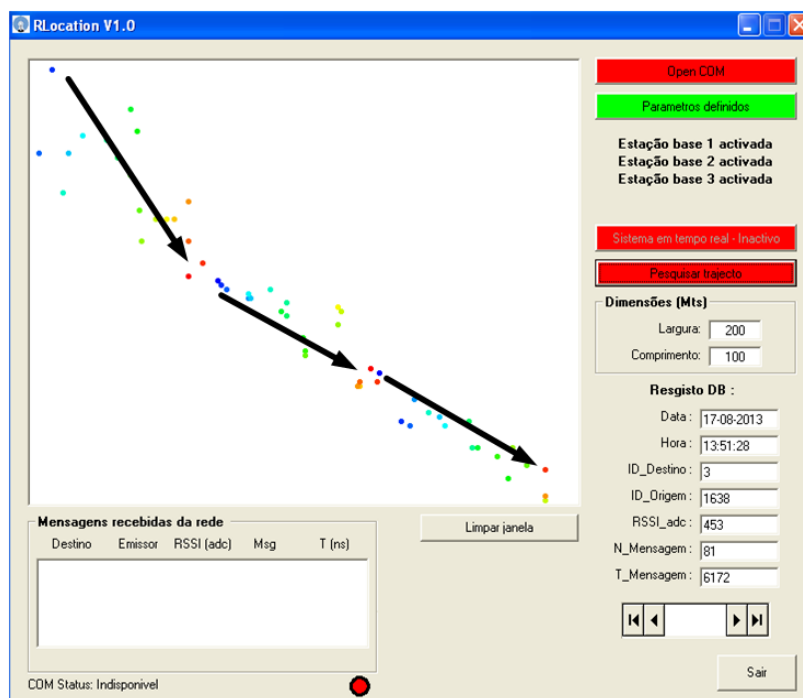 RLocation V1.0
Open COM
Parametros definidos
Estação base 1 activada
Estação base 2 activada
Estação base 3 activada
Sistema em tempo real - Inactivo
Pesquisar trajecto
Dimensões (Mts)
Largura: 200
Comprimento: 100
Resgisto DB :
Data : 17-08-2013
Hora : 13:51:28
ID_Destino : 3
ID_Origem : 1638
RSSI_adc : 453
N_Mensagem : 81
T_Mensagem : 6172
Limpar janela
Mensagens recebidas da rede
Destino Emissor RSSI (adc) Msg T (ns)
COM Status: Indisponivel
Sair